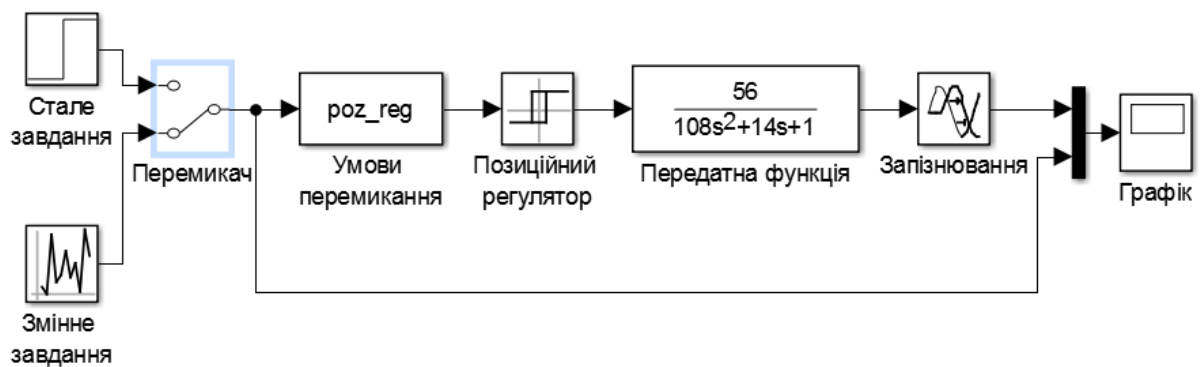 Стале
завдання
Перемикач
poz_reg
Умови
перемикання
Позиційний
регулятор
56
108s²+14s+1
Передатна функція
Запізнювання
Графік
Змінне
завдання